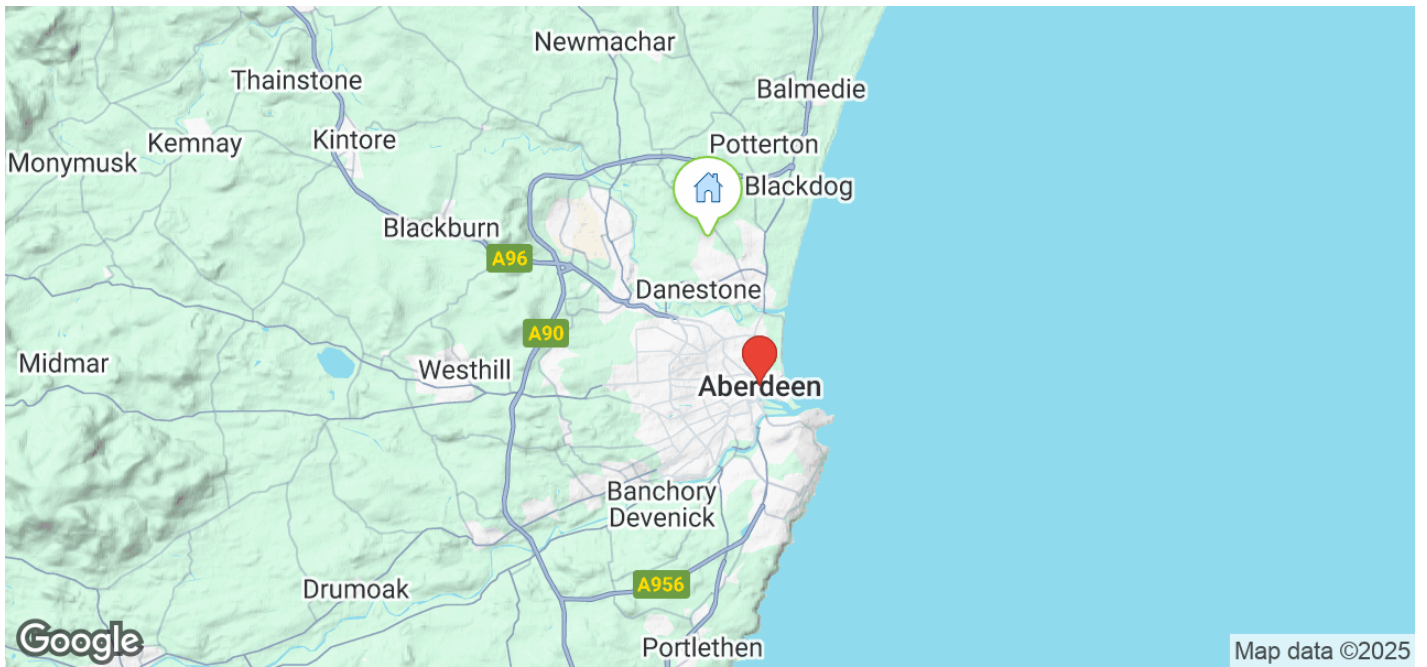 Newmachar
Thainstone
Balmedie
Kemnay
Kintore
Potterton
Monymusk
Blackdog
Blackburn
A96
Danestone
A90
Midmar
Westhill
Aberdeen
Banchory
Devenick
Drumoak
A956
Portlethen
Google
Map data ©2025